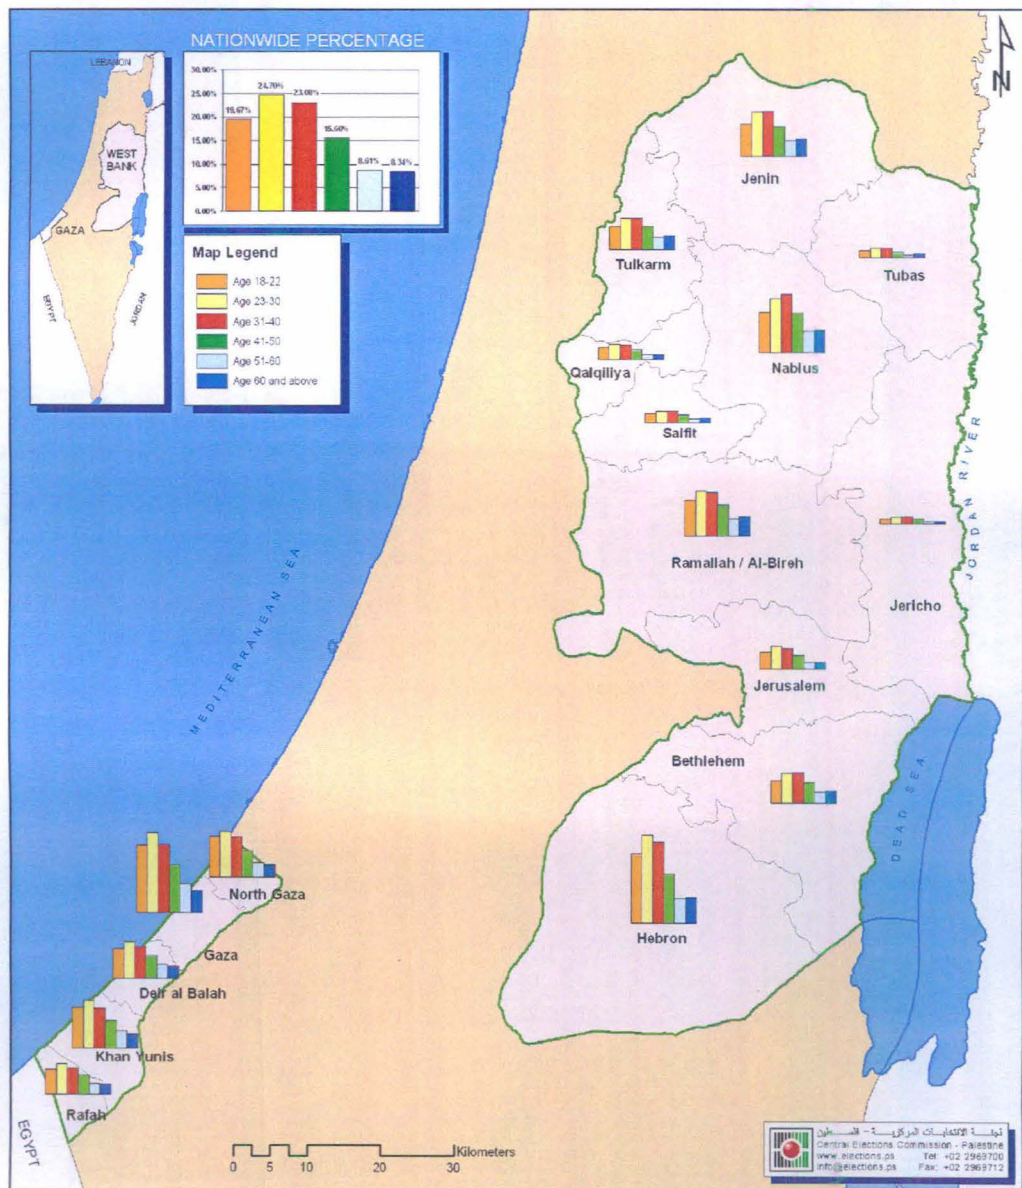 NATIONWIDE PERCENTAGE
30.00%
25.00%
20.00%
15.00%
10.00%
5.00%
0.00%
19.67%
24.70%
23.08%
15.60%
8.61%
8.34%
LEBANON
WEST
BANK
GAZA
EGYPT
JORDAN
Map Legend
Age 18-22
Age 23-30
Age 31-40
Age 41-50
Age 51-60
Age 60 and above
N
Jenin
Tulkarm
Tubas
Nablus
Qalqiliya
Salfit
JORDAN RIVER
Ramallah / Al-Bireh
Jericho
MEDITERRANEAN SEA
Jerusalem
Bethlehem
DEAD SEA
Hebron
North Gaza
Gaza
Deir al Balah
Khan Yunis
Rafah
EGYPT
Kilometers
0 5 10 20 30
لجنة الانتخابات المركزية - فلسطين
Central Elections Commission - Palestine
www.elections.ps Tel: +02 2969700
info@elections.ps Fax: +02 2969712